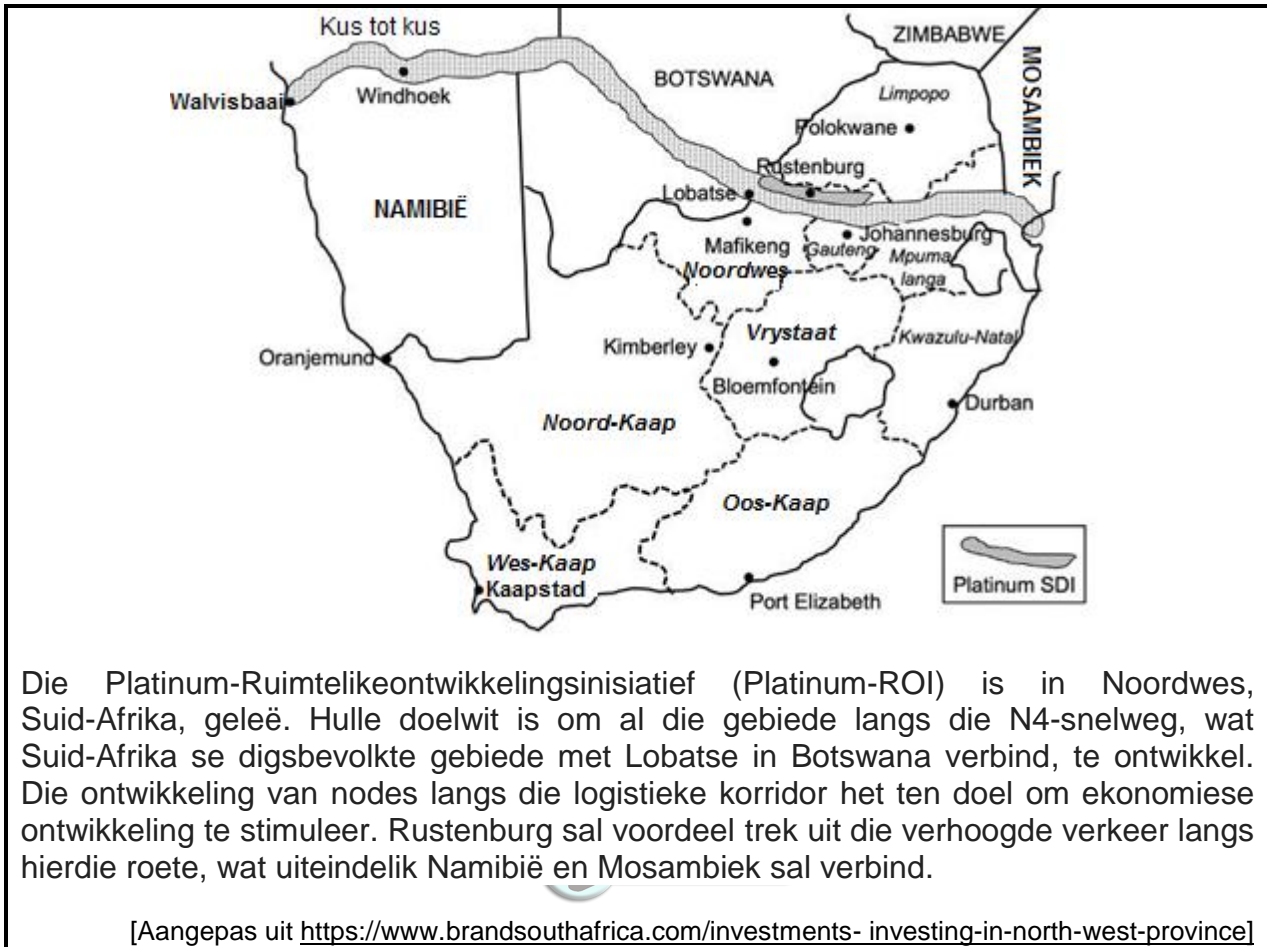 Kus tot kus
ZIMBABWE
MOSAMBIEK
BOTSWANA
Limpopo
Walvisbaai
Windhoek
Polokwane
Rustenburg
Lobatse
NAMIBIË
Mafikeng
Gauteng
Johannesburg
Noordwes
Mpuma
langa
Kimberley
Vrystaat
Kwazulu-Natal
Oranjemund
Bloemfontein
Durban
Noord-Kaap
Oos-Kaap
Wes-Kaap
Kaapstad
Port Elizabeth
Platinum SDI
Die Platinum-Ruimtelikeontwikkelingsinisiatief (Platinum-ROI) is in Noordwes,
Suid-Afrika, geleë. Hulle doelwit is om al die gebiede langs die N4-snelweg, wat
Suid-Afrika se digsbevolkte gebiede met Lobatse in Botswana verbind, te ontwikkel.
Die ontwikkeling van nodes langs die logistieke korridor het ten doel om ekonomiese
ontwikkeling te stimuleer. Rustenburg sal voordeel trek uit die verhoogde verkeer langs
hierdie roete, wat uiteindelik Namibië en Mosambiek sal verbind.
[Aangepas uit https://www.brandsouthafrica.com/investments- investing-in-north-west-province]